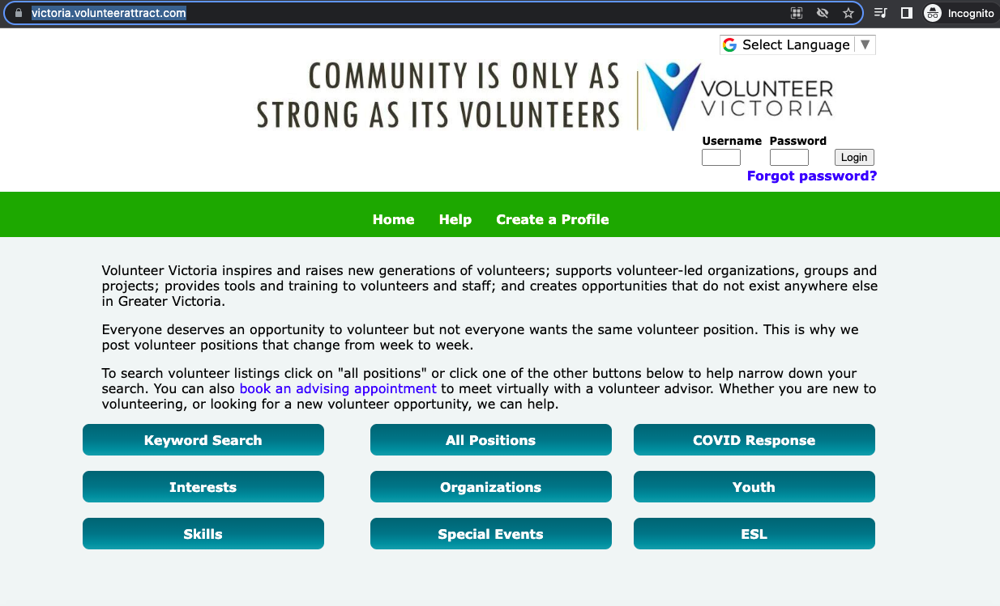 victoria.volunteerattract.com
Incognito
Select Language ▼
COMMUNITY IS ONLY AS
STRONG AS ITS VOLUNTEERS
VOLUNTEER
VICTORIA
Username Password
Login
Forgot password?
Home Help Create a Profile
Volunteer Victoria inspires and raises new generations of volunteers; supports volunteer-led organizations, groups and
projects; provides tools and training to volunteers and staff; and creates opportunities that do not exist anywhere else
in Greater Victoria.
Everyone deserves an opportunity to volunteer but not everyone wants the same volunteer position. This is why we
post volunteer positions that change from week to week.
To search volunteer listings click on "all positions" or click one of the other buttons below to help narrow down your
search. You can also book an advising appointment to meet virtually with a volunteer advisor. Whether you are new to
volunteering, or looking for a new volunteer opportunity, we can help.
Keyword Search All Positions COVID Response
Interests Organizations Youth
Skills Special Events ESL